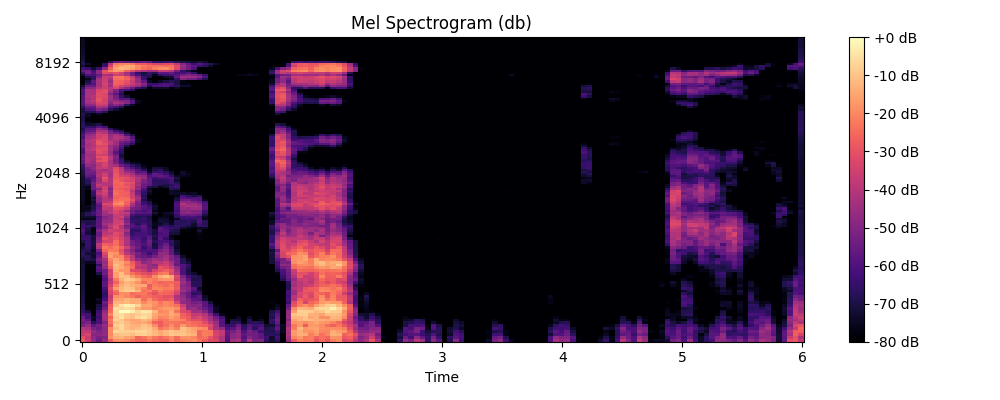 Mel Spectrogram (db)
Hz
8192
4096
2048
1024
512
0
0 1 2 3 4 5 6
Time
+0 dB
-10 dB
-20 dB
-30 dB
-40 dB
-50 dB
-60 dB
-70 dB
-80 dB